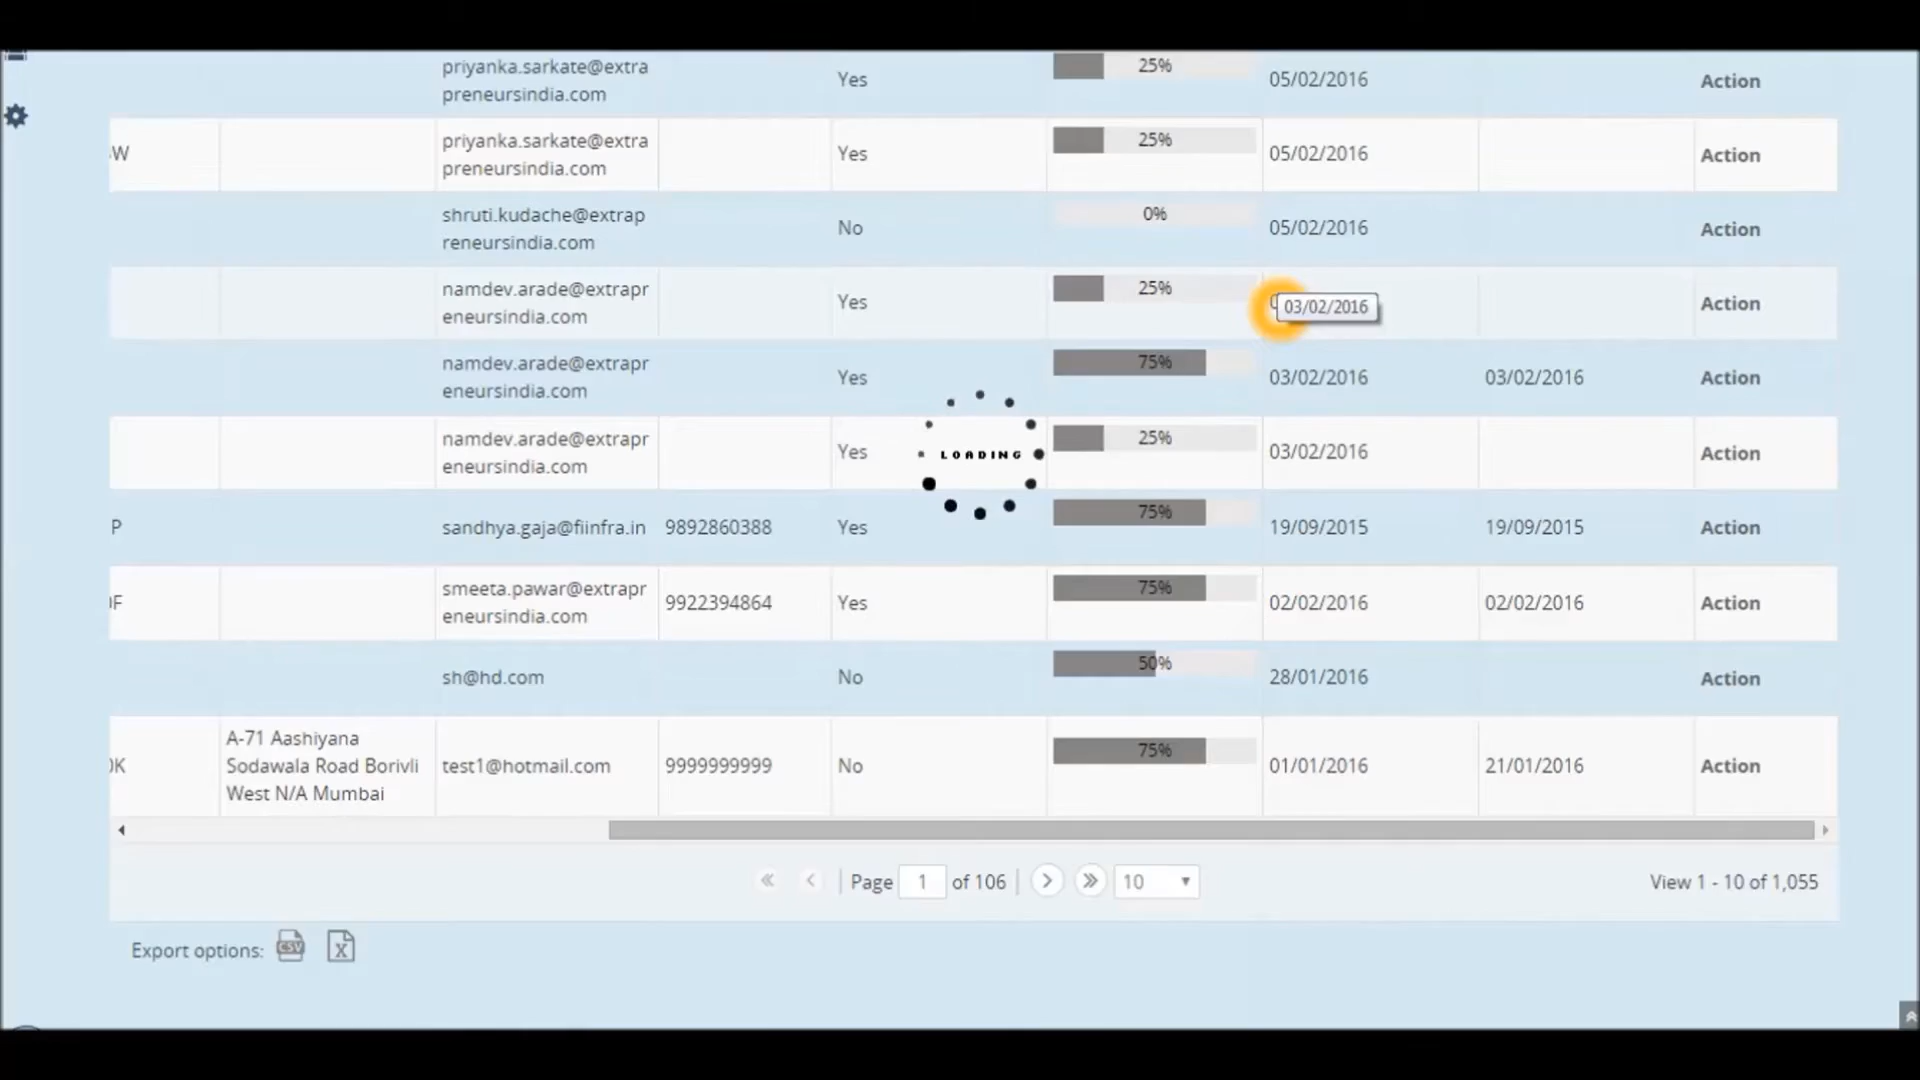 priyanka.sarkate@extra
preneursindia.com
Yes
25%
05/02/2016
Action
W
priyanka.sarkate@extra
preneursindia.com
Yes
25%
05/02/2016
Action
shruti.kudache@extrap
reneursindia.com
No
0%
05/02/2016
Action
namdev.arade@extrapr
eneursindia.com
Yes
25%
03/02/2016
Action
namdev.arade@extrapr
eneursindia.com
Yes
75%
03/02/2016
03/02/2016
Action
namdev.arade@extrapr
eneursindia.com
Yes
LOADING
25%
03/02/2016
Action
P
sandhya.gaja@fiinfra.in
9892860388
Yes
75%
19/09/2015
19/09/2015
Action
F
smeeta.pawar@extrapr
eneursindia.com
9922394864
Yes
75%
02/02/2016
02/02/2016
Action
sh@hd.com
No
50%
28/01/2016
Action
K
A-71 Aashiyana
Sodawala Road Borivli
West N/A Mumbai
test1@hotmail.com
9999999999
No
75%
01/01/2016
21/01/2016
Action
Page 1 of 106
10
View 1 - 10 of 1,055
Export options:
CSV
X